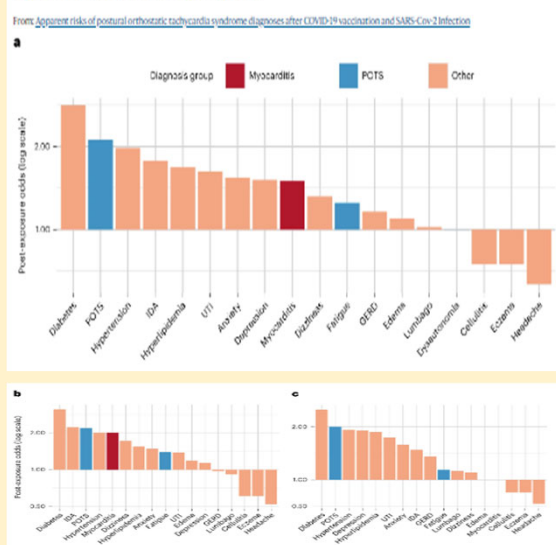 From: Apparent risks of postural orthostatic tachycardia syndrome diagnoses after COVID-19 vaccination and SARS-Cov-2 Infection
a
Diagnosis group Myocarditis POTS Other
Post-exposure odds (log scale)
2.00
1.00
Diabetes POTS Hypertension IDA Hyperlipidemia UTI Anxiety Depression Myocarditis Dizziness Fatigue GERD Edema Lumbago Dysautonomia Cellulitis Eczema Headache
b
Post-exposure odds (log scale)
2.00
1.00
0.50
Diabetes IDA POTS Hypertension Myocarditis Dizziness Hyperlipidemia Anxiety Fatigue UTI Edema Depression GERD Lumbago Cellulitis Eczema Headache
c
2.00
1.00
0.50
Diabetes POTS Hypertension Depression Hyperlipidemia UTI Anxiety IDA GERD Fatigue Lumbago Dizziness Edema Myocarditis Cellulitis Eczema Headache